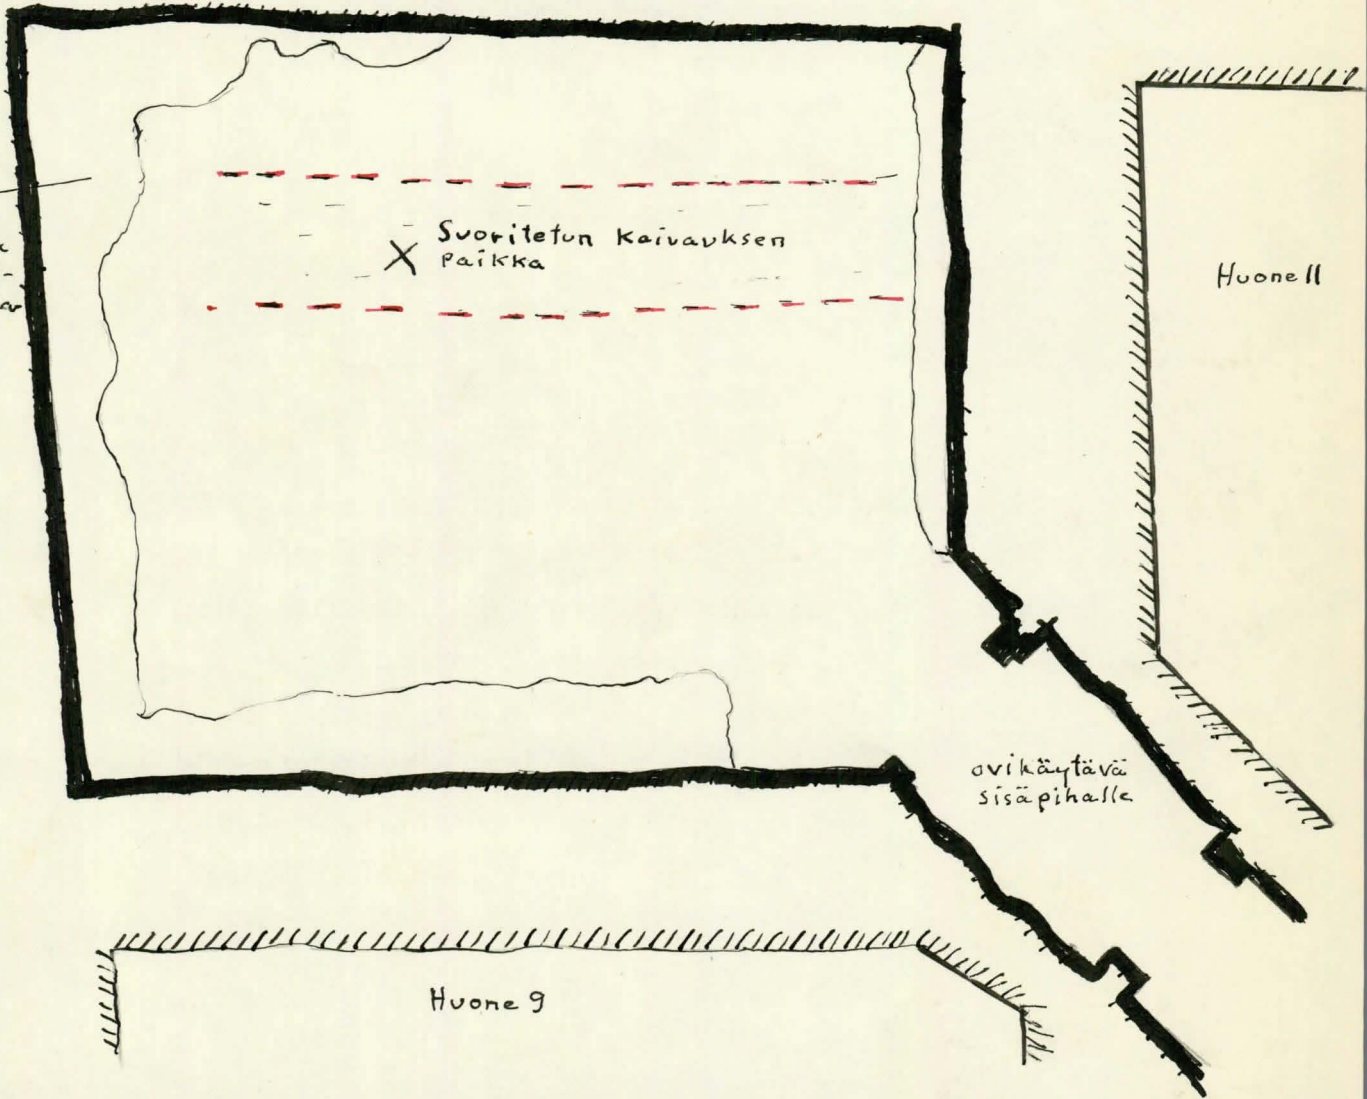 Suoritetun Kaivauksen
paikka
Huone 11
ovikäytävä
sisäpihalle
Huone 9